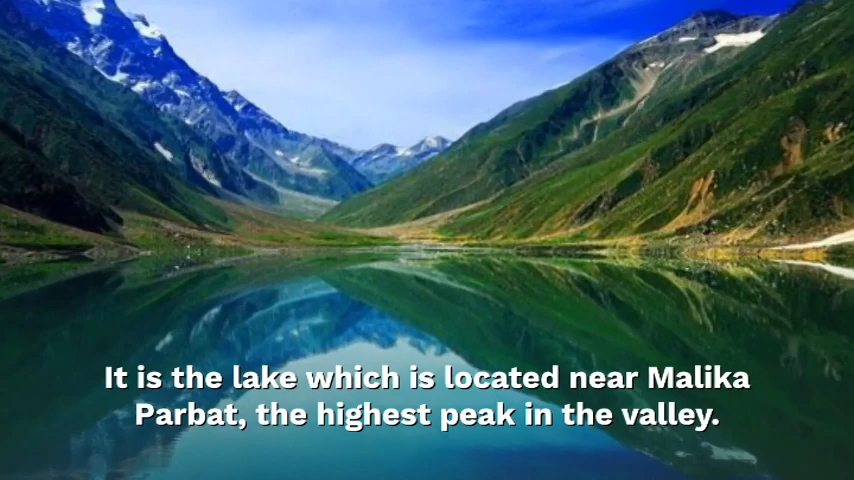 It is the lake which is located near Malika
Parbat, the highest peak in the valley.